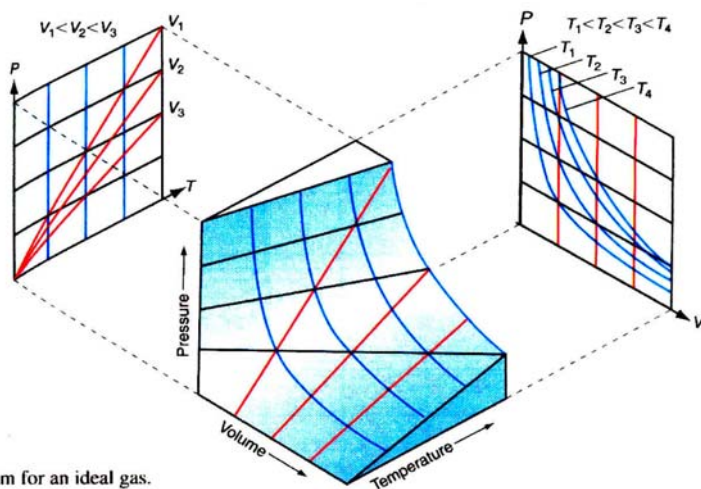 V₁<V₂<V₃
P
V₁
V₂
V₃
T
P
T₁<T₂<T₃<T₄
T₁
T₂
T₃
T₄
V
Pressure
Volume
Temperature
m for an ideal gas.